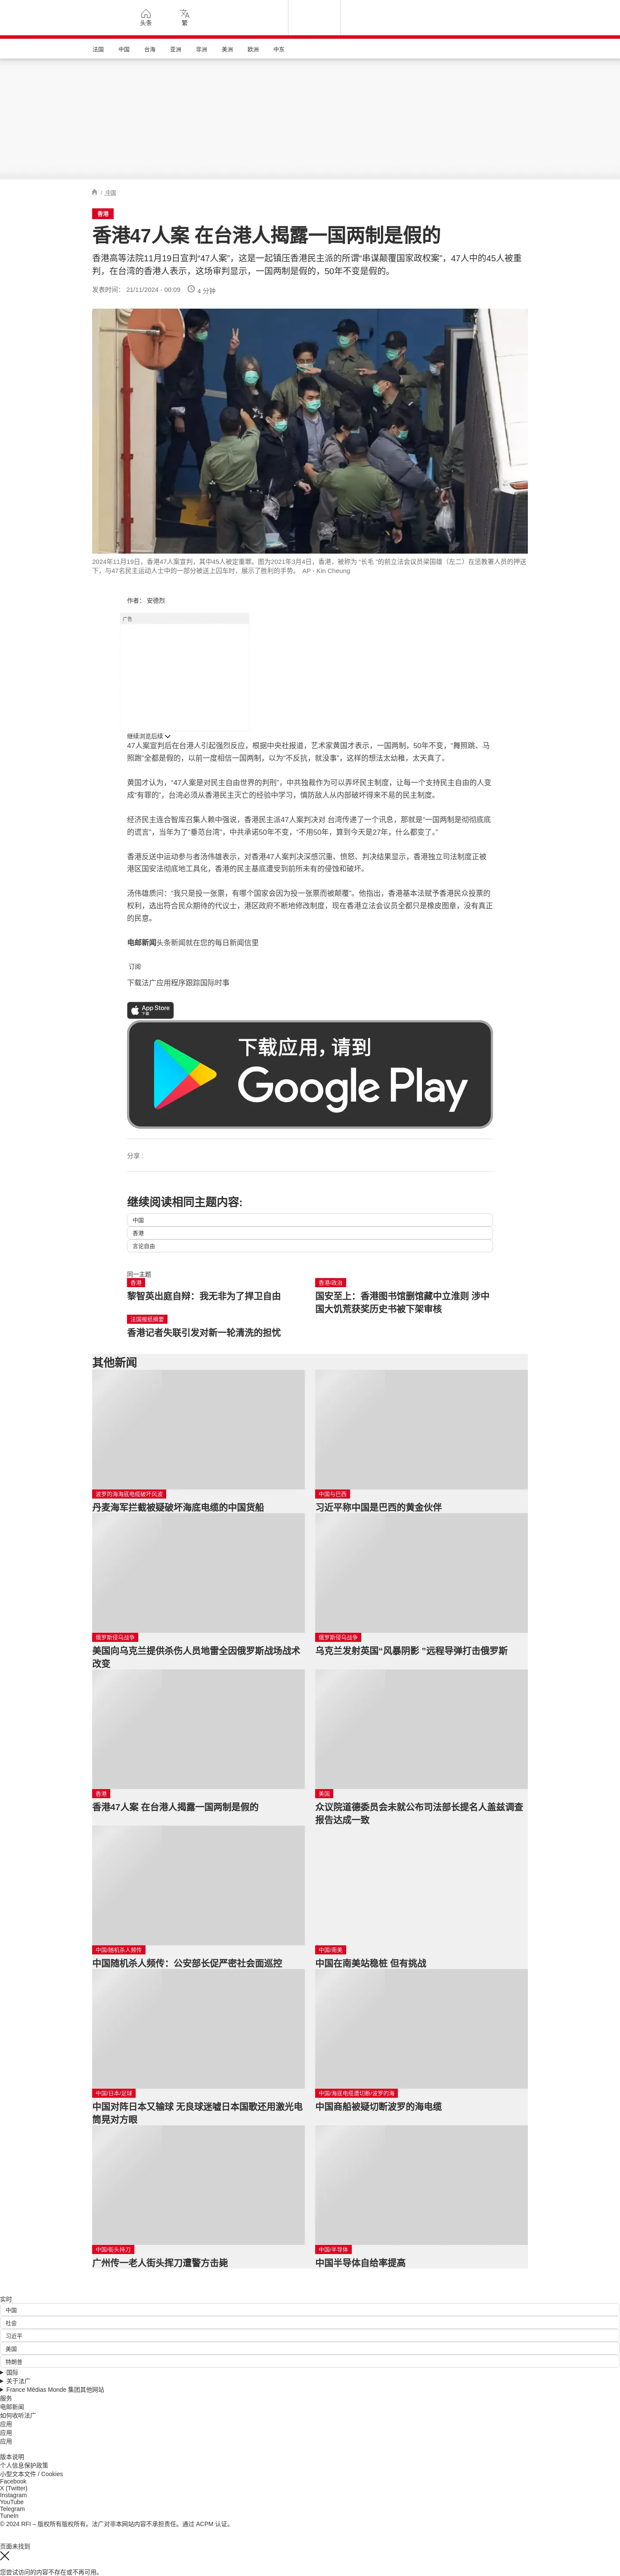 头条
繁
法国
中国
台海
亚洲
非洲
美洲
欧洲
中东
/ 中国
香港
香港47人案 在台港人揭露一国两制是假的
香港高等法院11月19日宣判“47人案”，这是一起镇压香港民主派的所谓“串谋颠覆国家政权案”，47人中的45人被重
判，在台湾的香港人表示，这场审判显示，一国两制是假的，50年不变是假的。
发表时间： 21/11/2024 - 00:09
4 分钟
2024年11月19日，香港47人案宣判，其中45人被定重罪。图为2021年3月4日，香港，被称为 “长毛 ”的前立法会议员梁国雄（左二）在惩教署人员的押送
下，与47名民主运动人士中的一部分被送上囚车时，展示了胜利的手势。 AP - Kin Cheung
作者： 安德烈
广告
继续浏览后续
47人案宣判后在台港人引起强烈反应，根据中央社报道，艺术家黄国才表示，一国两制，50年不变，“舞照跳、马
照跑”全都是假的，以前一度相信一国两制，以为“不反抗，就没事”，这样的想法太幼稚，太天真了。
黄国才认为，“47人案是对民主自由世界的判刑”，中共独裁作为可以弄坏民主制度，让每一个支持民主自由的人变
成“有罪的”，台湾必须从香港民主灭亡的经验中学习，慎防敌人从内部破坏得来不易的民主制度。
经济民主连合智库召集人赖中强说，香港民主派47人案判决对 台湾传递了一个讯息，那就是“一国两制是彻彻底底
的谎言”，当年为了“垂范台湾”，中共承诺50年不变，“不用50年，算到今天是27年，什么都变了。”
香港反送中运动参与者汤伟雄表示，对香港47人案判决深感沉重、愤怒、判决结果显示，香港独立司法制度正被
港区国安法彻底地工具化，香港的民主基底遭受到前所未有的侵蚀和破坏。
汤伟雄质问：“我只是投一张票，有哪个国家会因为投一张票而被颠覆”。他指出，香港基本法赋予香港民众投票的
权利，选出符合民众期待的代议士，港区政府不断地修改制度，现在香港立法会议员全都只是橡皮图章，没有真正
的民意。
电邮新闻头条新闻就在您的每日新闻信里
订阅
下载法广应用程序跟踪国际时事
App Store
下载
下载应用，请到
Google Play
分享 :
继续阅读相同主题内容:
中国
香港
言论自由
同一主题
香港
黎智英出庭自辩：我无非为了捍卫自由
香港/政治
国安至上：香港图书馆删馆藏中立准则 涉中
国大饥荒获奖历史书被下架审核
法国报纸摘要
香港记者失联引发对新一轮清洗的担忧
其他新闻
波罗的海海底电缆破坏风波
丹麦海军拦截被疑破坏海底电缆的中国货船
中国与巴西
习近平称中国是巴西的黄金伙伴
俄罗斯侵乌战争
美国向乌克兰提供杀伤人员地雷全因俄罗斯战场战术
改变
俄罗斯侵乌战争
乌克兰发射英国“风暴阴影 ”远程导弹打击俄罗斯
香港
香港47人案 在台港人揭露一国两制是假的
美国
众议院道德委员会未就公布司法部长提名人盖兹调查
报告达成一致
中国/随机杀人频传
中国随机杀人频传：公安部长促严密社会面巡控
中国/南美
中国在南美站稳桩 但有挑战
中国/日本/足球
中国对阵日本又输球 无良球迷嘘日本国歌还用激光电
筒晃对方眼
中国/海底电缆遭切断/波罗的海
中国商船被疑切断波罗的海电缆
中国/街头持刀
广州传一老人街头挥刀遭警方击毙
中国/半导体
中国半导体自给率提高
实时
中国
社会
习近平
美国
特朗普
国际
关于法广
France Médias Monde 集团其他网站
服务
电邮新闻
如何收听法广
应用
应用
应用
版本说明
个人信息保护政策
小型文本文件 / Cookies
Facebook
X (Twitter)
Instagram
YouTube
Telegram
TuneIn
© 2024 RFI – 版权所有版权所有。法广对非本网站内容不承担责任。通过 ACPM 认证。
页面未找到
您尝试访问的内容不存在或不再可用。